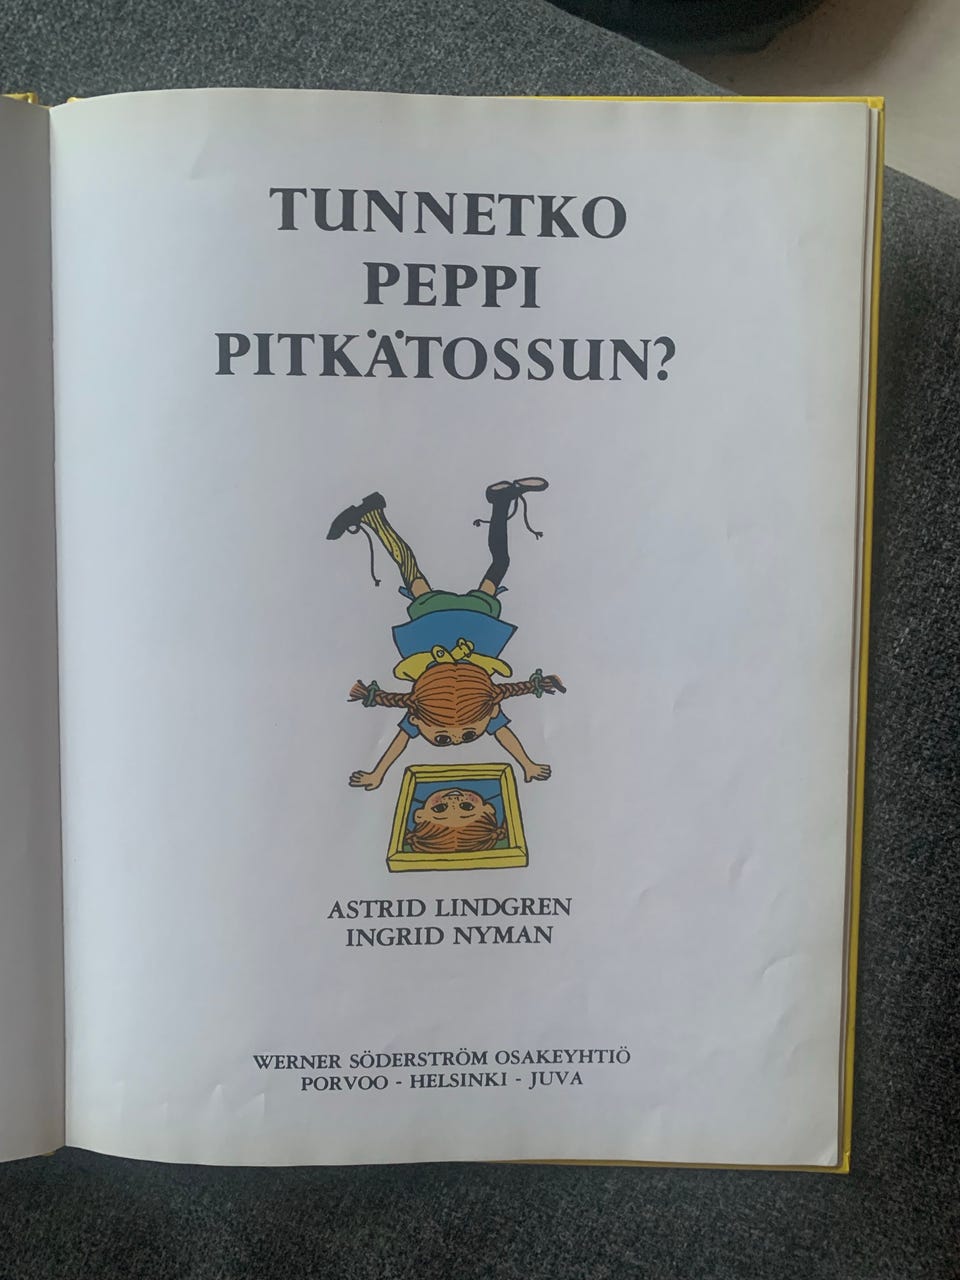 TUNNETKO
PEPPI
PITKÄTOSSUN?
ASTRID LINDGREN
INGRID NYMAN
WERNER SÖDERSTRÖM OSAKEYHTIÖ
PORVOO - HELSINKI - JUVA